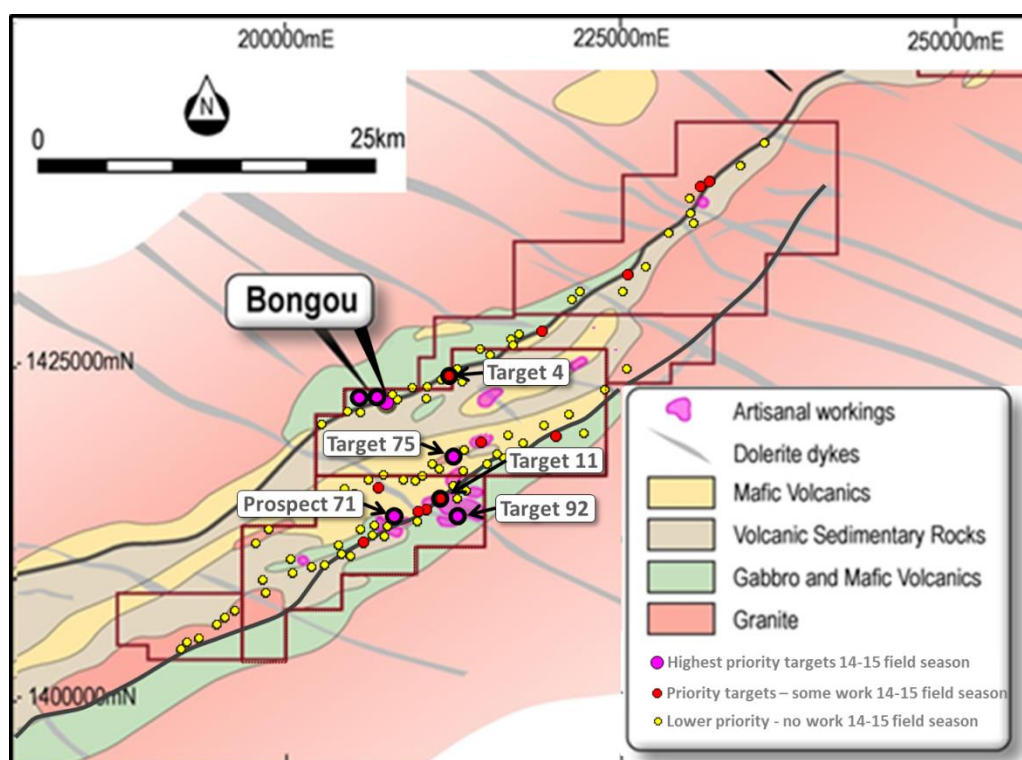 200000mE
225000mE
250000mE
N
0
25km
Bongou
1425000mN
Target 4
Target 75
Target 11
Prospect 71
Target 92
1400000mN
Artisanal workings
Dolerite dykes
Mafic Volcanics
Volcanic Sedimentary Rocks
Gabbro and Mafic Volcanics
Granite
Highest priority targets 14-15 field season
Priority targets – some work 14-15 field season
Lower priority - no work 14-15 field season